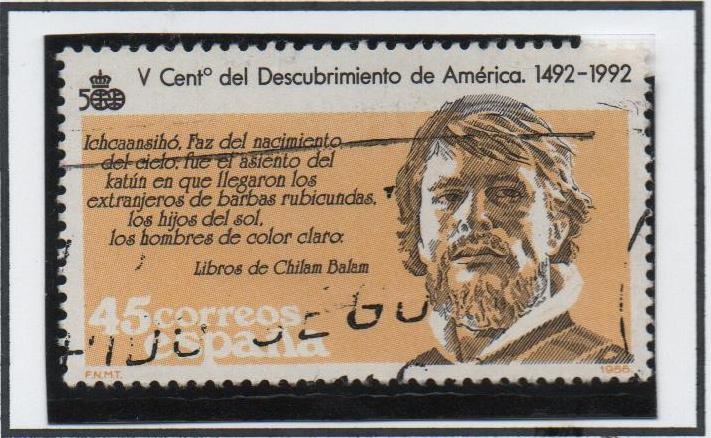 500
V Centº del Descubrimiento de América. 1492-1992
Ichcaansihó, Faz del nacimiento
del cielo, fue el asiento del
katún en que llegaron los
extranjeros de barbas rubicundas,
los hijos del sol,
los hombres de color claro:
Libros de Chilam Balam
45 correos
españa
F.N.M.T.
1986